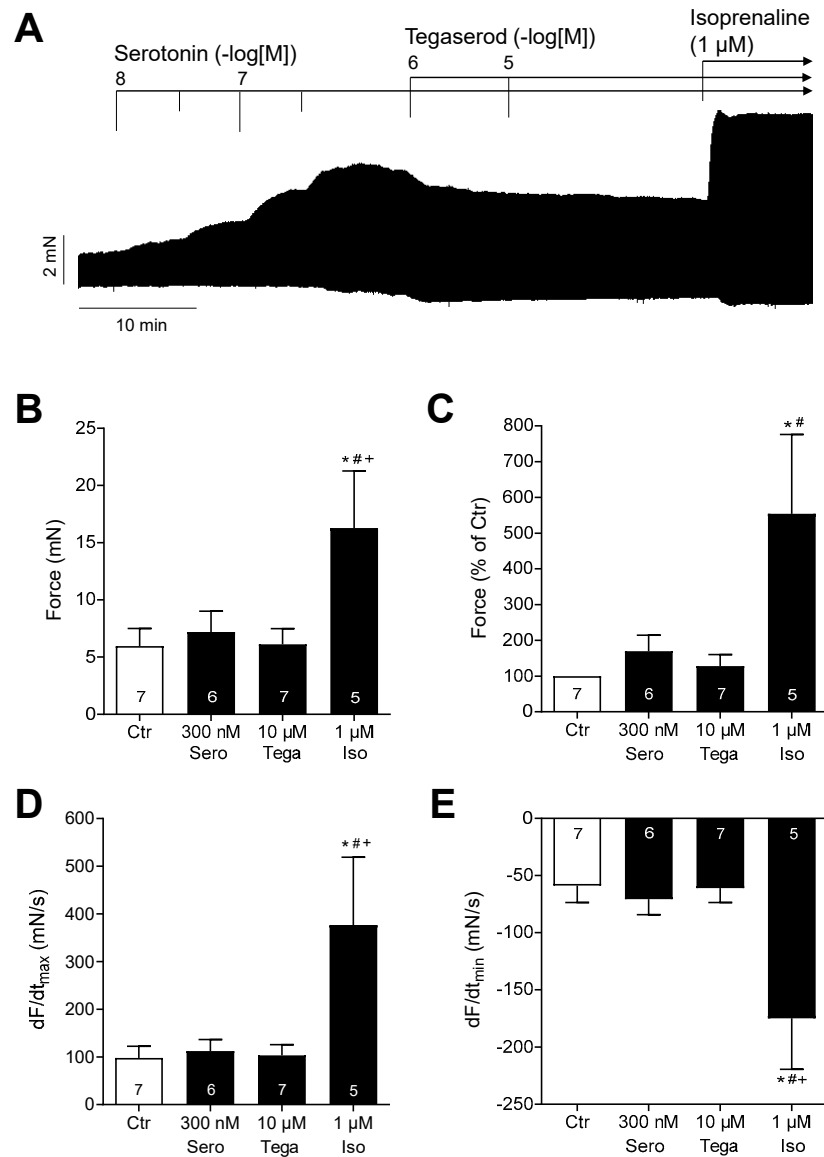 A
Serotonin (-log[M])
8
7
Tegaserod (-log[M])
6
5
Isoprenaline
(1 µM)
2 mN
10 min
B
Force (mN)
25
20
15
10
5
0
*#+
7
6
7
5
Ctr
300 nM
Sero
10 µM
Tega
1 µM
Iso
C
Force (% of Ctr)
800
700
600
500
400
300
200
100
0
*#
7
6
7
5
Ctr
300 nM
Sero
10 µM
Tega
1 µM
Iso
D
dF/dtmax (mN/s)
600
500
400
300
200
100
0
*#+
7
6
7
5
Ctr
300 nM
Sero
10 µM
Tega
1 µM
Iso
E
dF/dtmin (mN/s)
0
-50
-100
-150
-200
-250
7
6
7
5
*#+
Ctr
300 nM
Sero
10 µM
Tega
1 µM
Iso